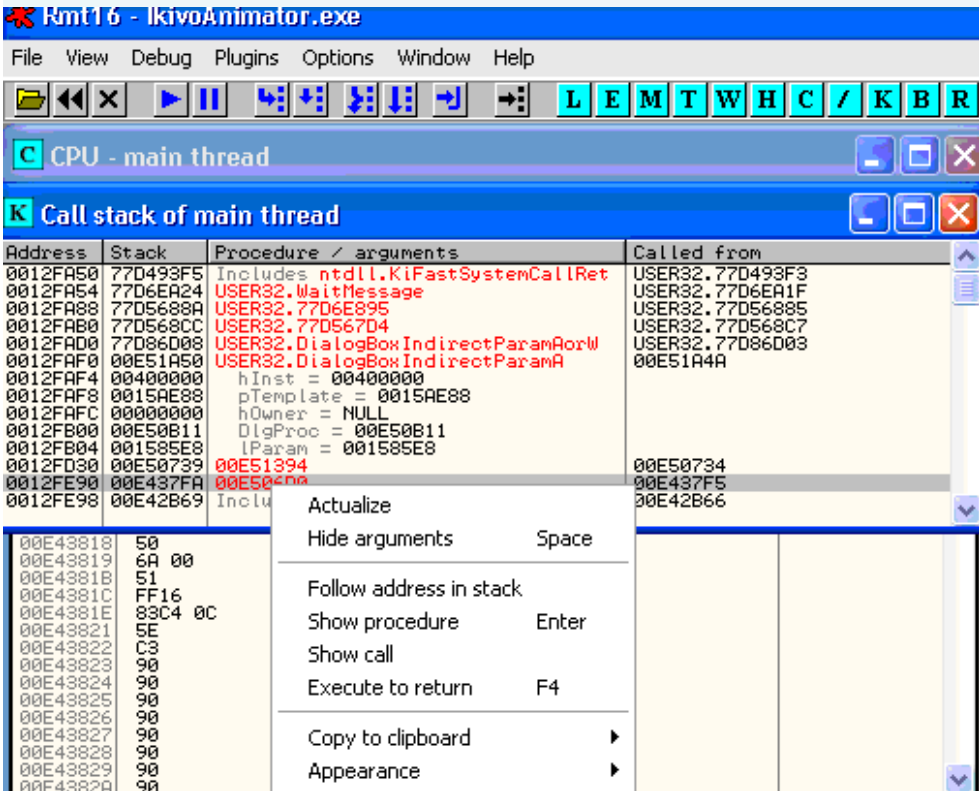 Rmt16 - IkivoAnimator.exe
File View Debug Plugins Options Window Help
L E M T W H C / K B R
C CPU - main thread
K Call stack of main thread
Address Stack Procedure / arguments Called from
0012FA50 77D493F5 Includes ntdll.KiFastSystemCallRet USER32.77D493F3
0012FA54 77D6EA24 USER32.WaitMessage USER32.77D6EA1F
0012FA88 77D5688A USER32.77D6E895 USER32.77D56885
0012FAB0 77D568CC USER32.77D567D4 USER32.77D568C7
0012FAD0 77D86D08 USER32.DialogBoxIndirectParamAorW USER32.77D86D03
0012FAF0 00E51A50 USER32.DialogBoxIndirectParamA 00E51A4A
0012FAF4 00400000 hInst = 00400000
0012FAF8 0015AE88 pTemplate = 0015AE88
0012FAFC 00000000 hOwner = NULL
0012FB00 00E50B11 DlgProc = 00E50B11
0012FB04 001585E8 lParam = 001585E8
0012FD30 00E50739 00E51394 00E50734
0012FE90 00E437FA 00E506D0 00E437F5
0012FE98 00E42B69 Inclu 00E42B66
Actualize
Hide arguments Space
Follow address in stack
Show procedure Enter
Show call
Execute to return F4
Copy to clipboard
Appearance
00E43818 50
00E43819 6A 00
00E4381B 51
00E4381C FF16
00E4381E 83C4 0C
00E43821 5E
00E43822 C3
00E43823 90
00E43824 90
00E43825 90
00E43826 90
00E43827 90
00E43828 90
00E43829 90
00E4382A 90